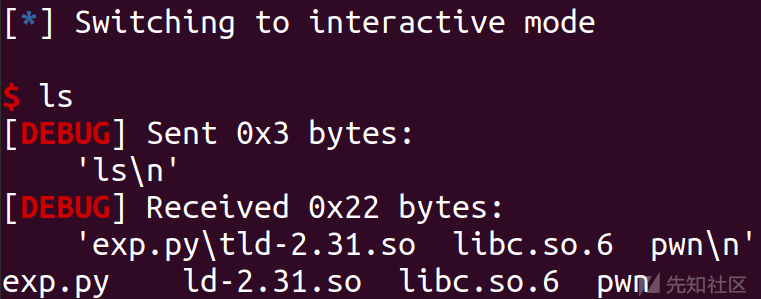 [*] Switching to interactive mode
$ ls
[DEBUG] Sent 0x3 bytes:
    'ls\n'
[DEBUG] Received 0x22 bytes:
    'exp.py\tld-2.31.so  libc.so.6  pwn\n'
exp.py    ld-2.31.so  libc.so.6  pwn
先知社区